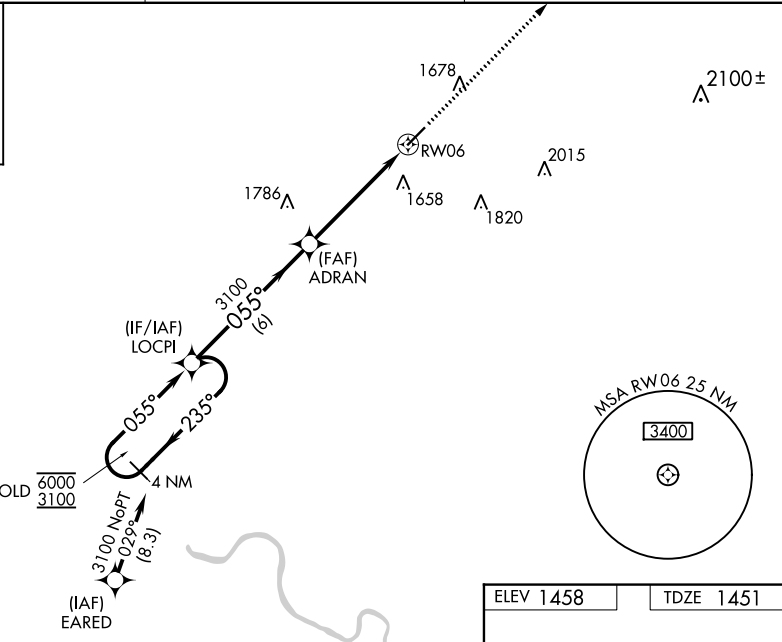 1678
2100±
RW06
2015
1786
1658
1820
(FAF)
ADRAN
3100
055°
(6)
(IF/IAF)
LOCPI
055°
235°
MSA RW06 25 NM
3400
OLD 6000
3100
4 NM
3100 NoPT
029°
(8.3)
(IAF)
EARED
ELEV 1458
TDZE 1451